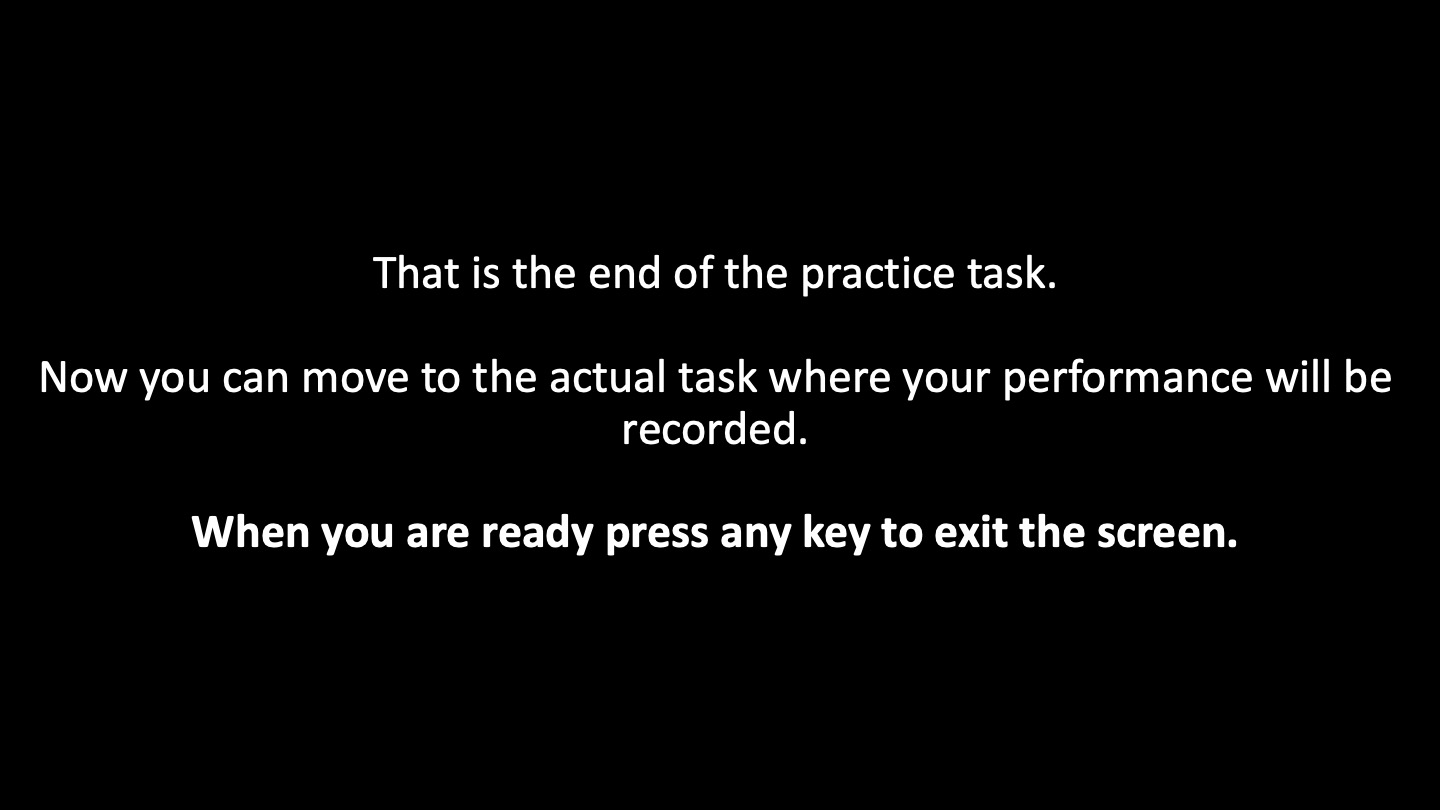 That is the end of the practice task.
Now you can move to the actual task where your performance will be
recorded.
When you are ready press any key to exit the screen.